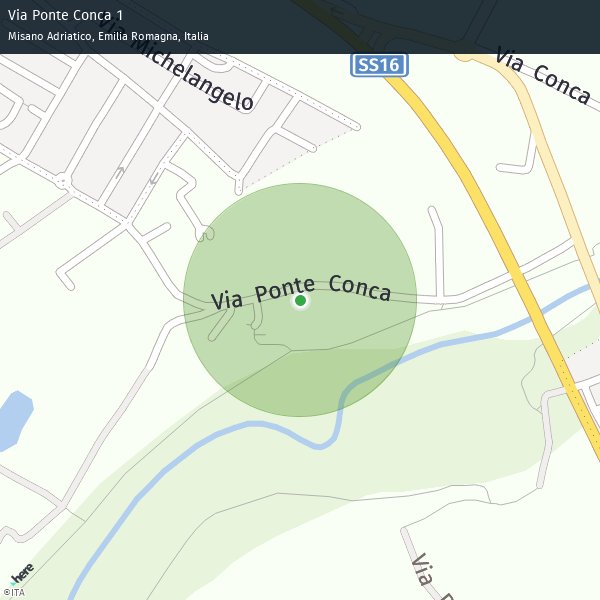 Via Ponte Conca 1
Misano Adriatico, Emilia Romagna, Italia
Via Michelangelo
SS16
Via Conca
Via Ponte Conca
Via
here
©ITA